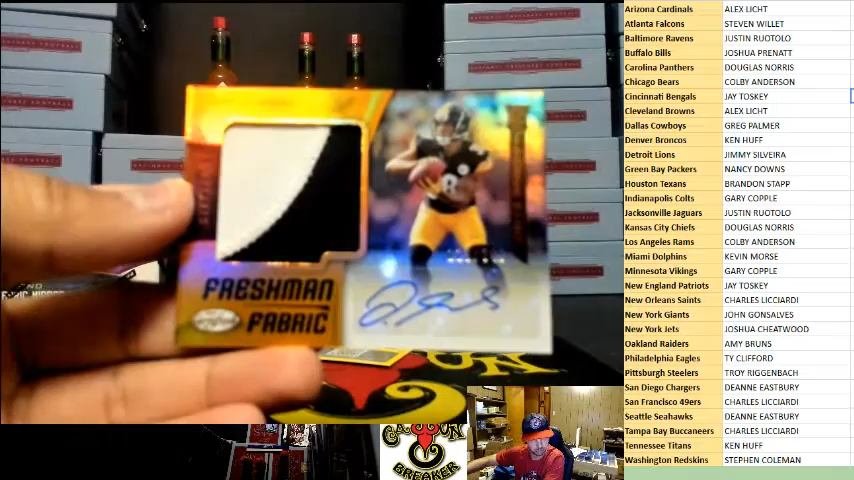 FRESHMAN
FABRIC
CAJUN
BREAKER
Arizona Cardinals ALEX LICHT
Atlanta Falcons STEVEN WILLET
Baltimore Ravens JUSTIN RUOTOLO
Buffalo Bills JOSHUA PRENATT
Carolina Panthers DOUGLAS NORRIS
Chicago Bears COLBY ANDERSON
Cincinnati Bengals JAY TOSKEY
Cleveland Browns ALEX LICHT
Dallas Cowboys GREG PALMER
Denver Broncos KEN HUFF
Detroit Lions JIMMY SILVEIRA
Green Bay Packers NANCY DOWNS
Houston Texans BRANDON STAPP
Indianapolis Colts GARY COPPLE
Jacksonville Jaguars JUSTIN RUOTOLO
Kansas City Chiefs DOUGLAS NORRIS
Los Angeles Rams COLBY ANDERSON
Miami Dolphins KEVIN MORSE
Minnesota Vikings GARY COPPLE
New England Patriots JAY TOSKEY
New Orleans Saints CHARLES LICCIARDI
New York Giants JOHN GONSALVES
New York Jets JOSHUA CHEATWOOD
Oakland Raiders AMY BRUNS
Philadelphia Eagles TY CLIFFORD
Pittsburgh Steelers TROY RIGGENBACH
San Diego Chargers DEANNE EASTBURY
San Francisco 49ers CHARLES LICCIARDI
Seattle Seahawks DEANNE EASTBURY
Tampa Bay Buccaneers CHARLES LICCIARDI
Tennessee Titans KEN HUFF
Washington Redskins STEPHEN COLEMAN